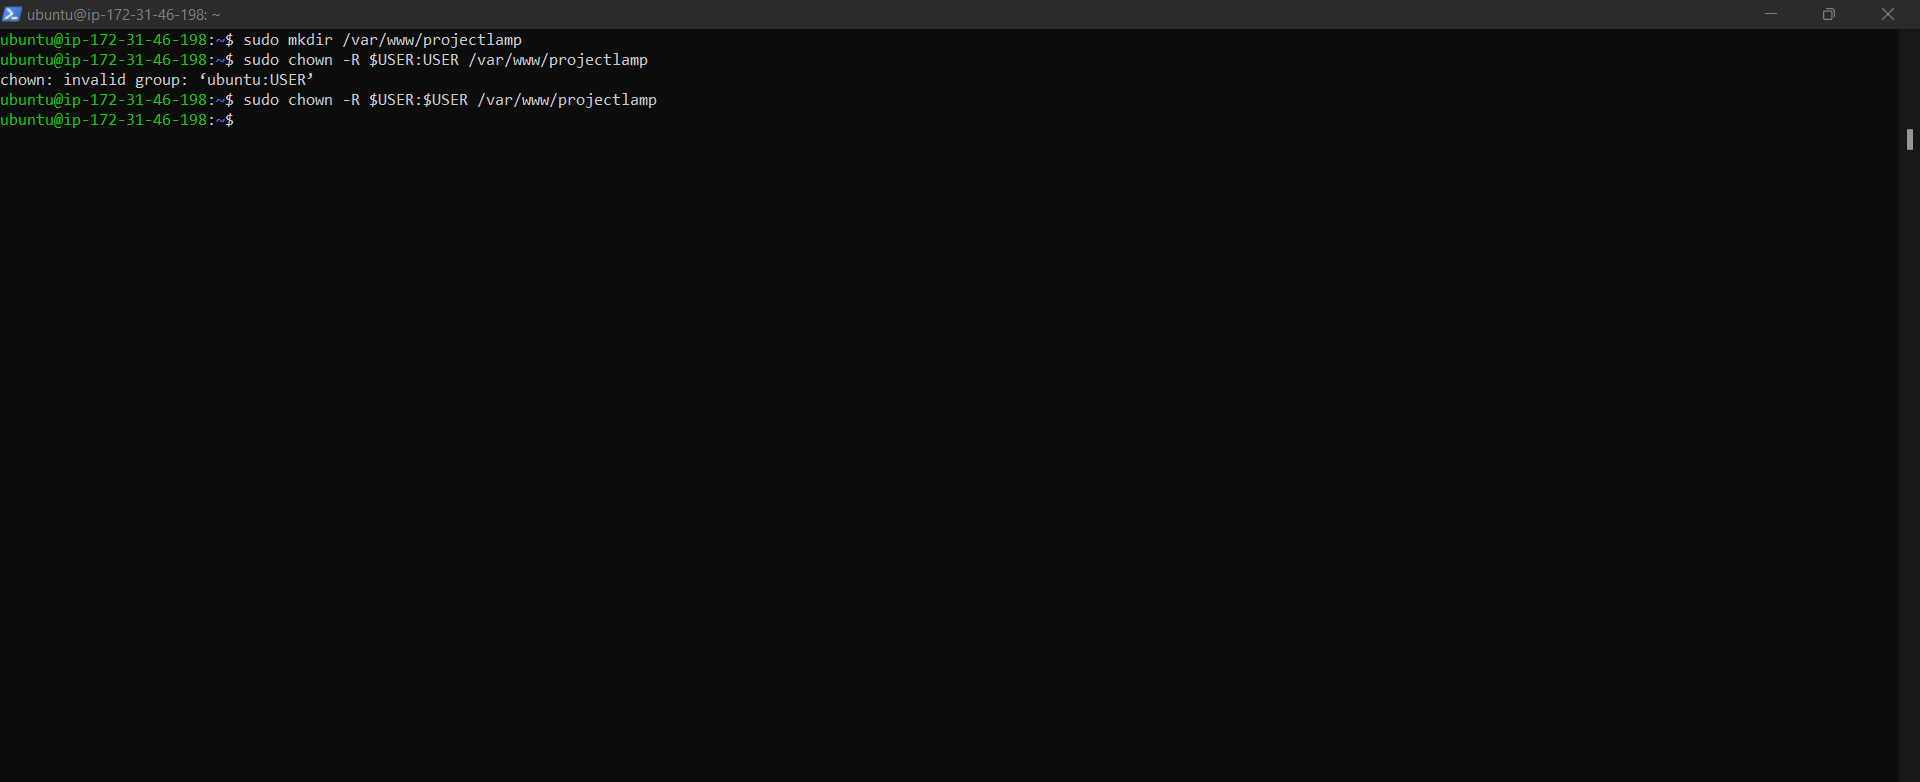 ubuntu@ip-172-31-46-198: ~
ubuntu@ip-172-31-46-198:~$ sudo mkdir /var/www/projectlamp
ubuntu@ip-172-31-46-198:~$ sudo chown -R $USER:USER /var/www/projectlamp
chown: invalid group: ‘ubuntu:USER’
ubuntu@ip-172-31-46-198:~$ sudo chown -R $USER:$USER /var/www/projectlamp
ubuntu@ip-172-31-46-198:~$